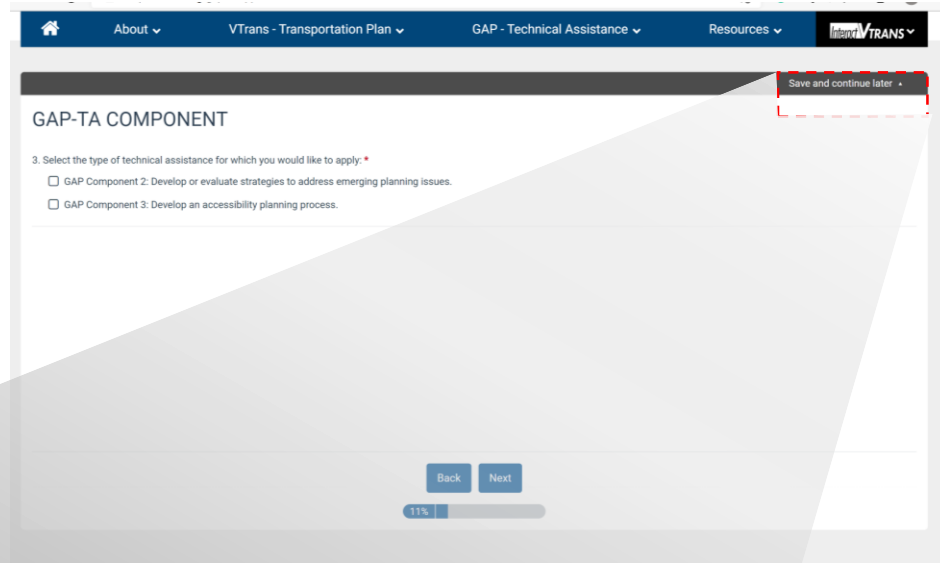 About
VTrans - Transportation Plan
GAP - Technical Assistance
Resources
InteractVTRANS
Save and continue later
GAP-TA COMPONENT
3. Select the type of technical assistance for which you would like to apply: *
GAP Component 2: Develop or evaluate strategies to address emerging planning issues.
GAP Component 3: Develop an accessibility planning process.
Back
Next
11%